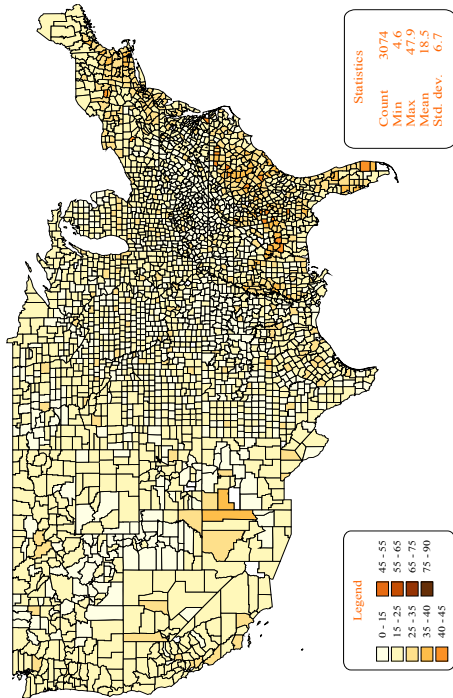 Legend
0 - 15 45 - 55
15 - 25 55 - 65
25 - 35 65 - 75
35 - 40 75 - 90
40 - 45
Statistics
Count 3074
Min 4.6
Max 47.9
Mean 18.5
Std. dev. 6.7